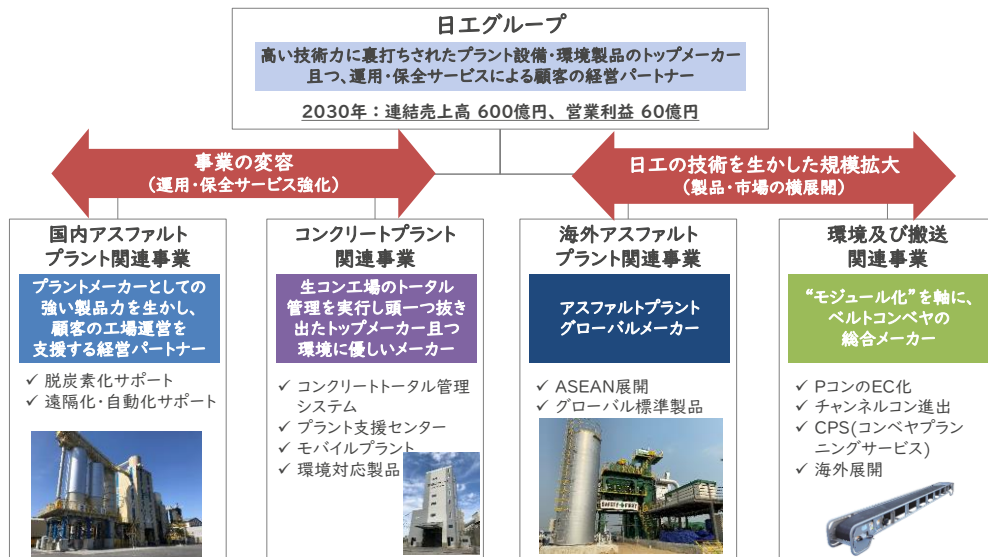 日工グループ
高い技術力に裏打ちされたプラント設備・環境製品のトップメーカー
且つ、運用・保全サービスによる顧客の経営パートナー
2030年：連結売上高 600億円、営業利益 60億円
事業の変容
（運用・保全サービス強化）
日工の技術を生かした規模拡大
（製品・市場の横展開）
国内アスファルト
プラント関連事業
プラントメーカーとしての
強い製品力を生かし、
顧客の工場運営を
支援する経営パートナー
✓ 脱炭素化サポート
✓ 遠隔化・自動化サポート
コンクリートプラント
関連事業
生コン工場のトータル
管理を実行し頭一つ抜き
出たトップメーカー且つ
環境に優しいメーカー
✓ コンクリートトータル管理
システム
✓ プラント支援センター
✓ モバイルプラント
✓ 環境対応製品
海外アスファルト
プラント関連事業
アスファルトプラント
グローバルメーカー
✓ ASEAN展開
✓ グローバル標準製品
環境及び搬送
関連事業
“モジュール化”を軸に、
ベルトコンベヤの
総合メーカー
✓ PコンのEC化
✓ チャンネルコン進出
✓ CPS(コンベヤプラン
ニングサービス)
✓ 海外展開